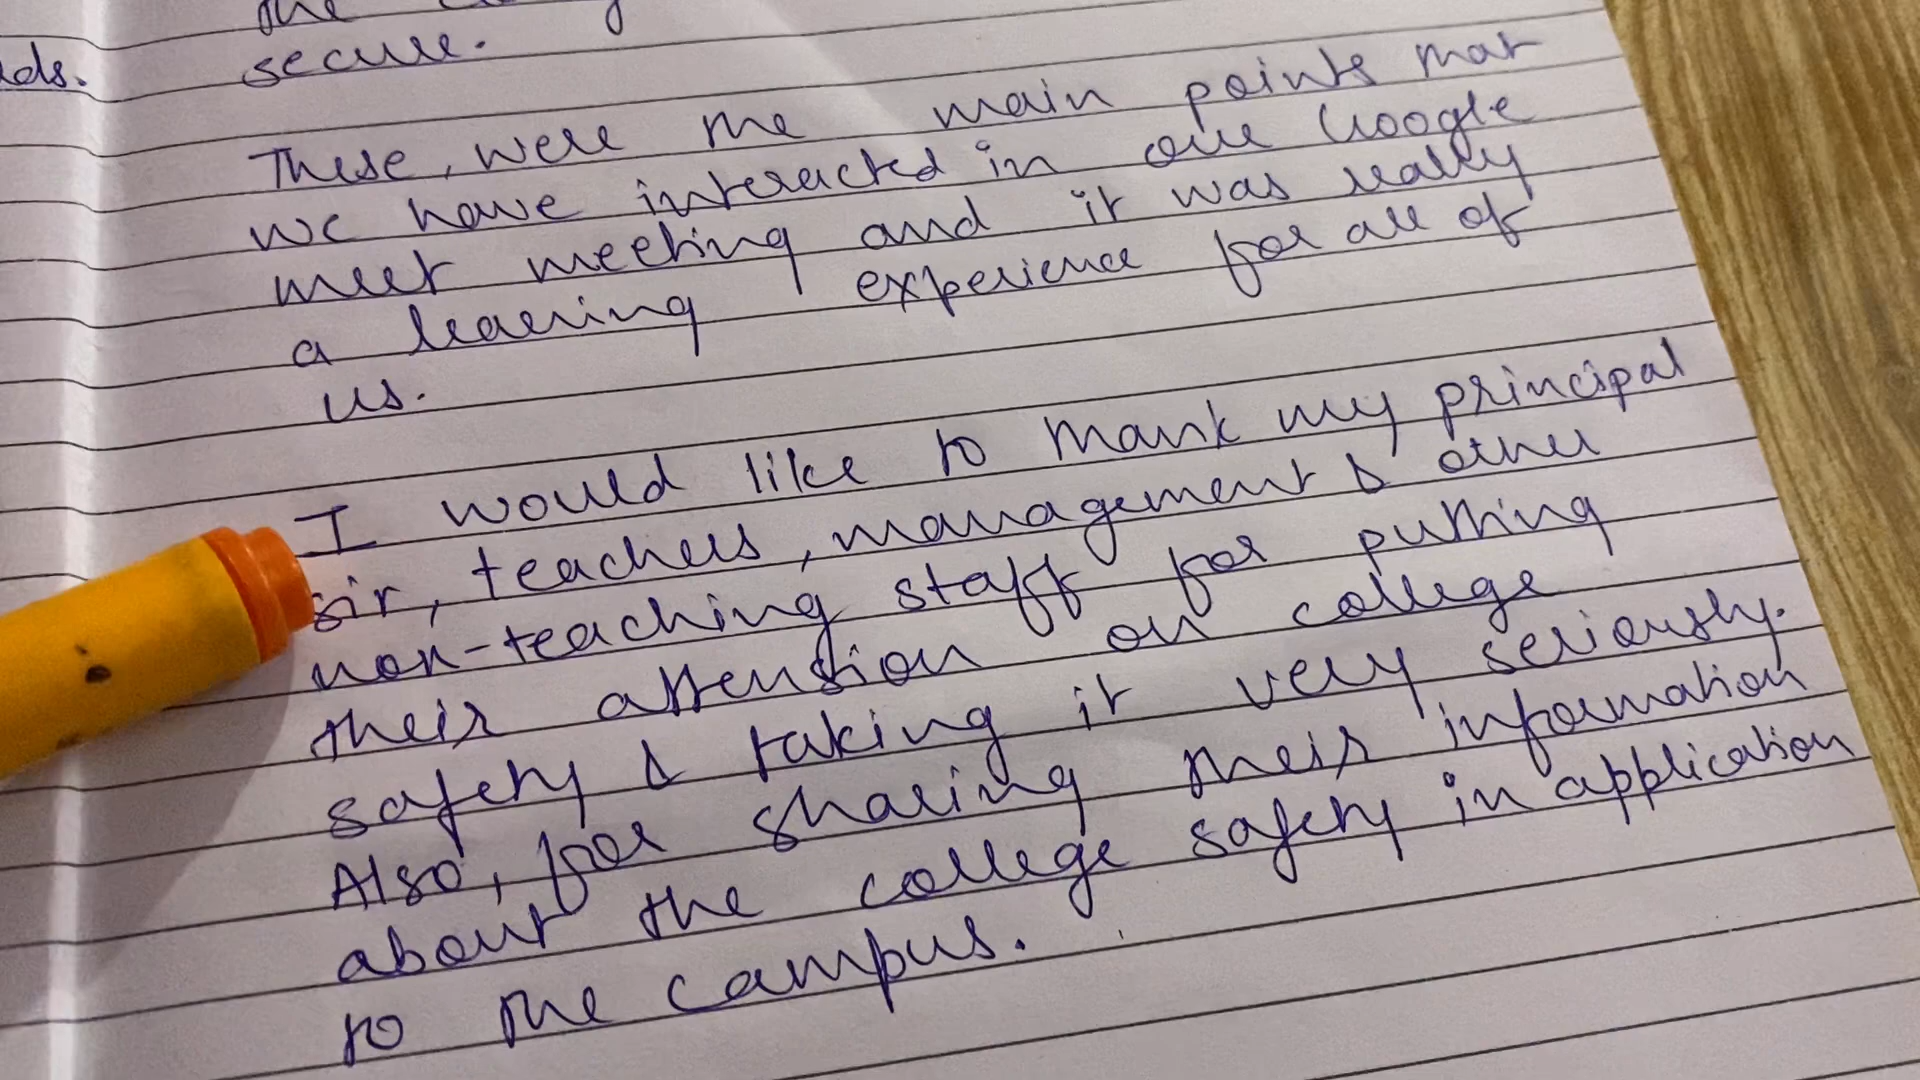 the
secure.
ds.
These, were the main points that
we have interacted in our Google
meet meeting and it was really
a learning experience for all of
us.
I would like to thank my principal
sir, teachers, management & other
non-teaching staff for putting
their attension on college
safety & taking it very seriously.
Also, for sharing their information
about the college safety in application
to the campus.